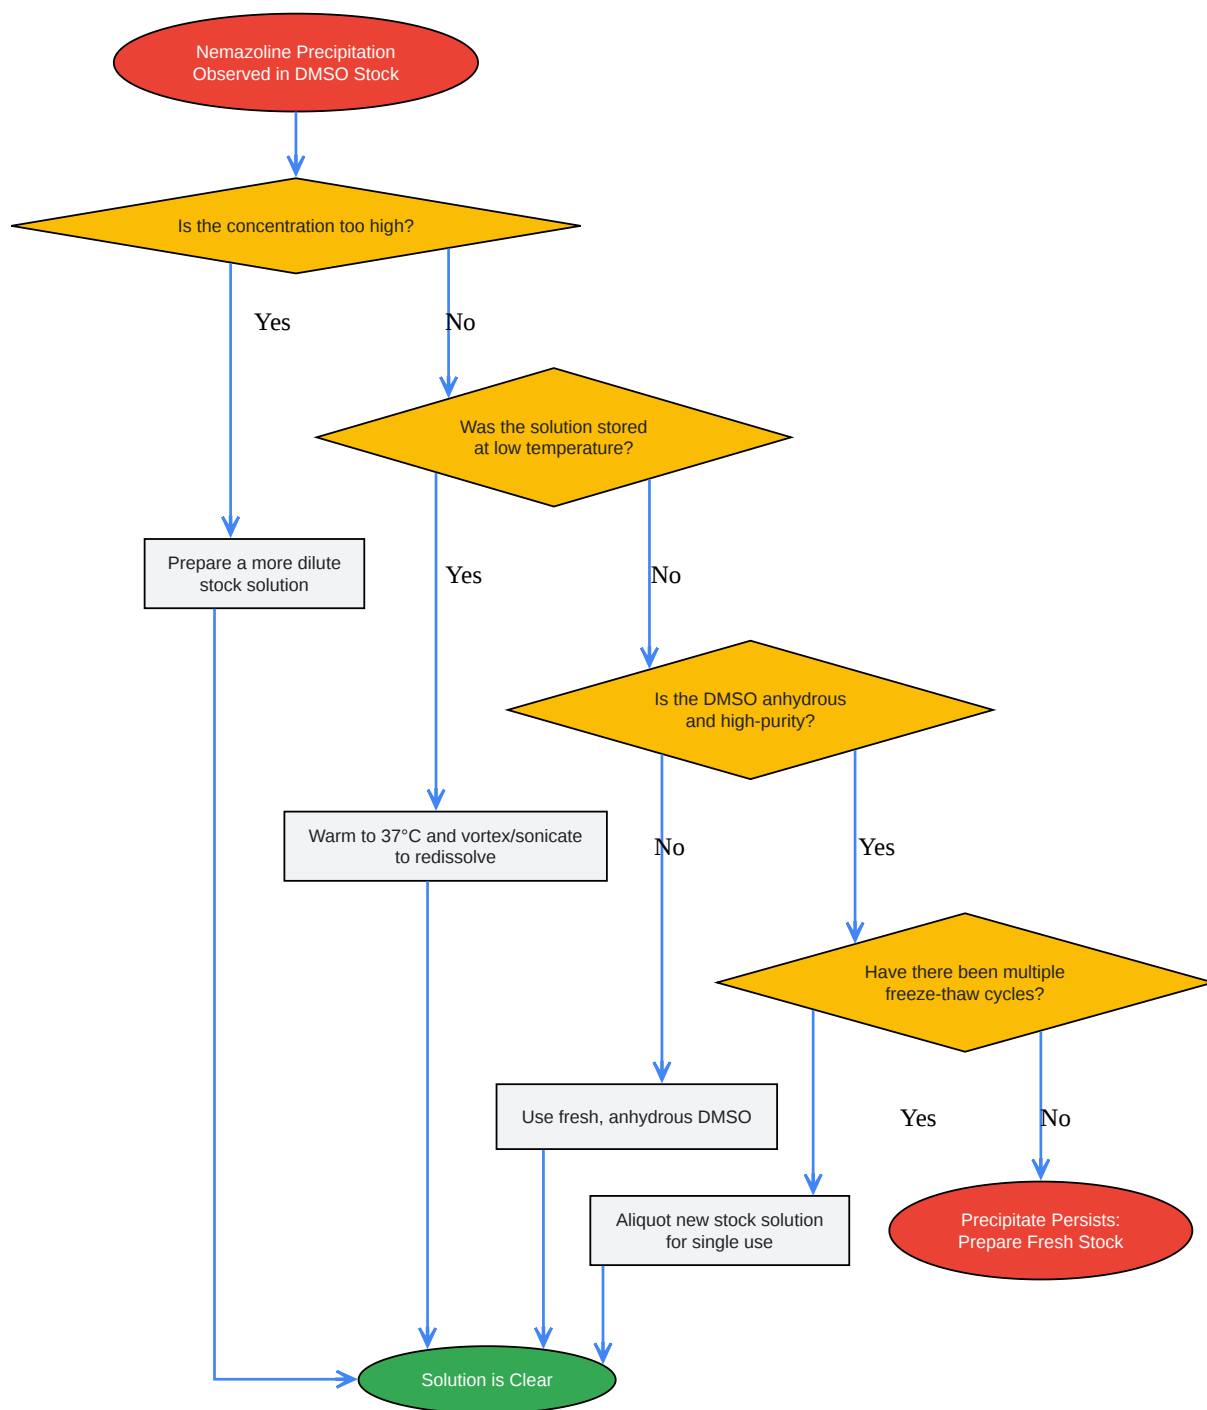 Nemazoline Precipitation
Observed in DMSO Stock
Is the concentration too high?
Yes
No
Was the solution stored
at low temperature?
Prepare a more dilute
stock solution
Yes
No
Is the DMSO anhydrous
and high-purity?
Warm to 37°C and vortex/sonicate
to redissolve
No
Yes
Have there been multiple
freeze-thaw cycles?
Use fresh, anhydrous DMSO
Yes
No
Aliquot new stock solution
for single use
Precipitate Persists:
Prepare Fresh Stock
Solution is Clear